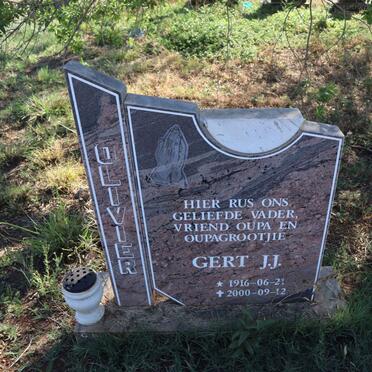 OLIVIER
HIER RUS ONS
GELIEFDE VADER,
VRIEND OUPA EN
OUPAGROOTJIE
GERT J.J.
★ 1916-06-21
✝ 2000-09-12